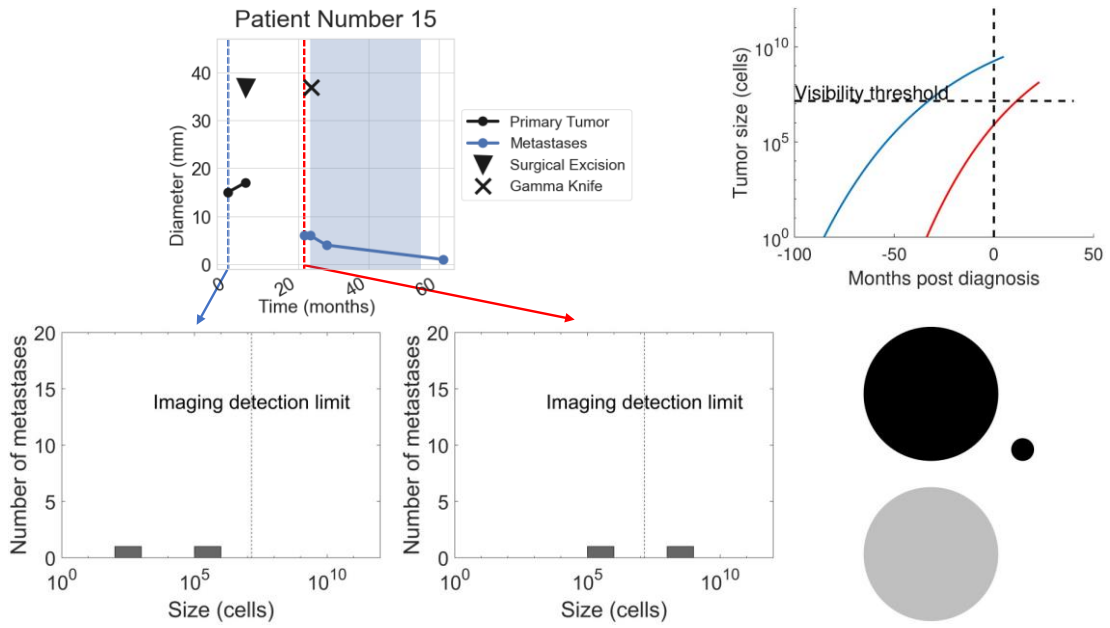 Patient Number 15
Diameter (mm)
40
30
20
10
0
0
20
40
60
Time (months)
Primary Tumor
Metastases
Surgical Excision
Gamma Knife
Tumor size (cells)
10^10
10^5
10^0
Visibility threshold
-100
-50
0
50
Months post diagnosis
Number of metastases
20
15
10
5
0
Imaging detection limit
10^0
10^5
10^10
Size (cells)
Number of metastases
20
15
10
5
0
Imaging detection limit
10^0
10^5
10^10
Size (cells)